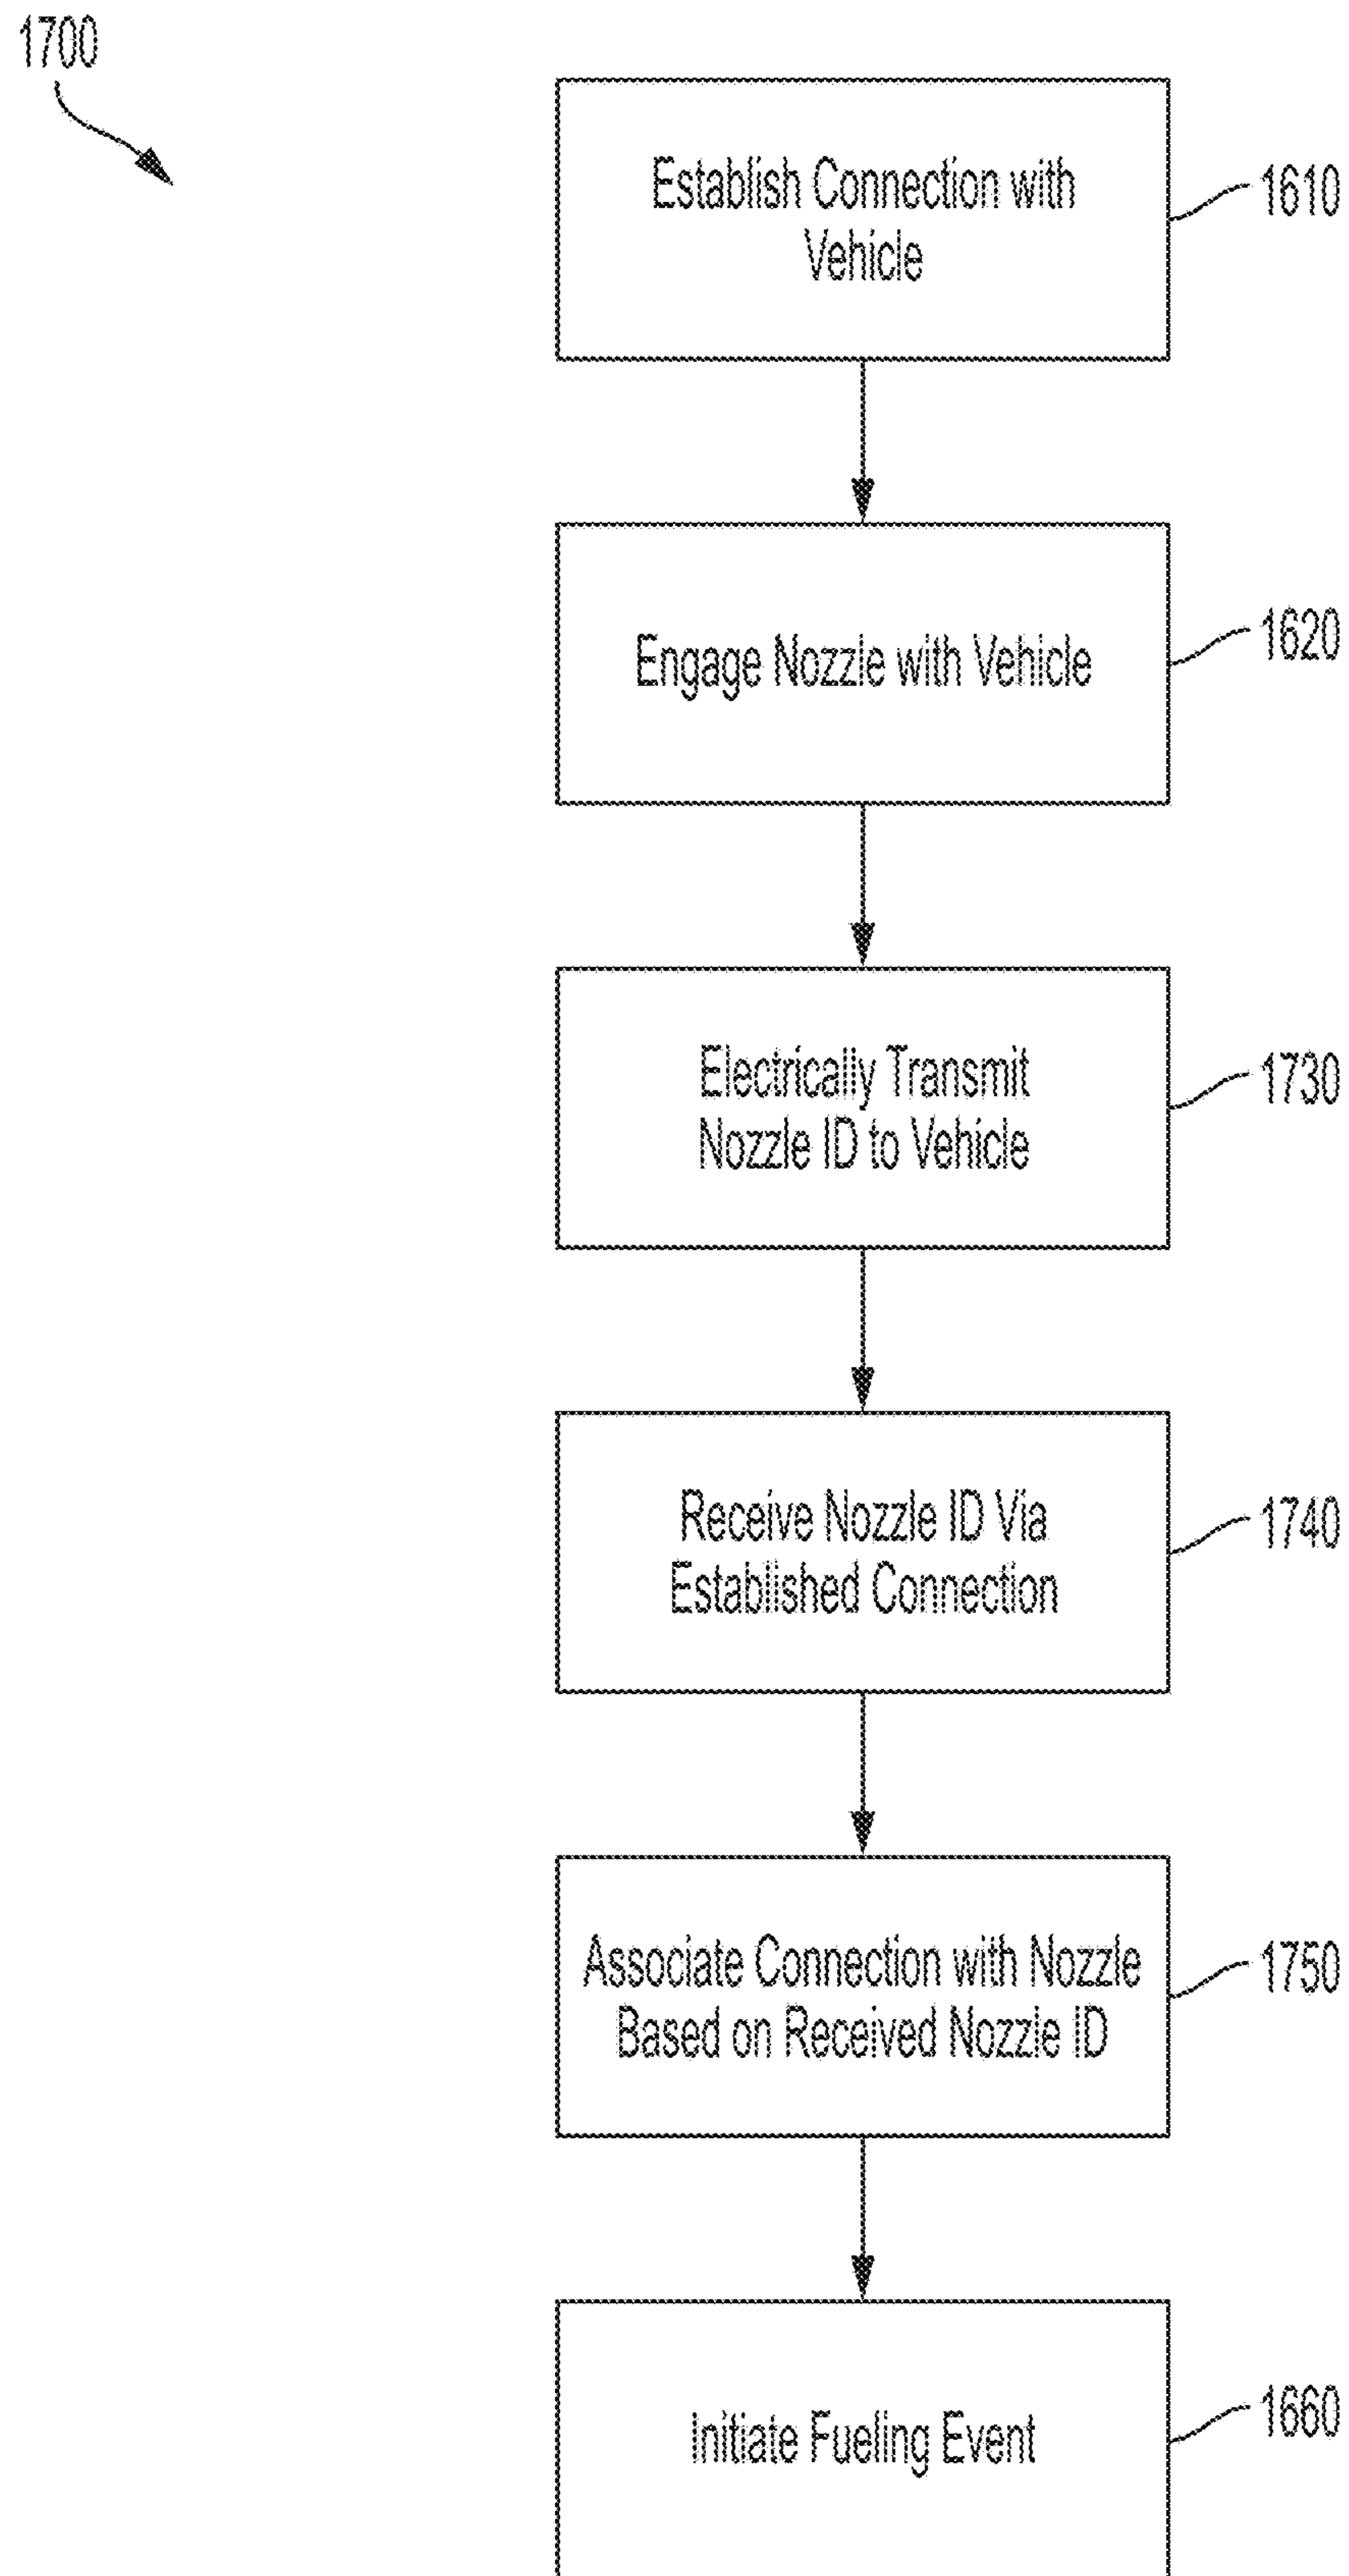 1700
Establish Connection with
Vehicle
1610
Engage Nozzle with Vehicle
1620
Electrically Transmit
Nozzle ID to Vehicle
1730
Receive Nozzle ID Via
Established Connection
1740
Associate Connection with Nozzle
Based on Received Nozzle ID
1750
Initiate Fueling Event
1660